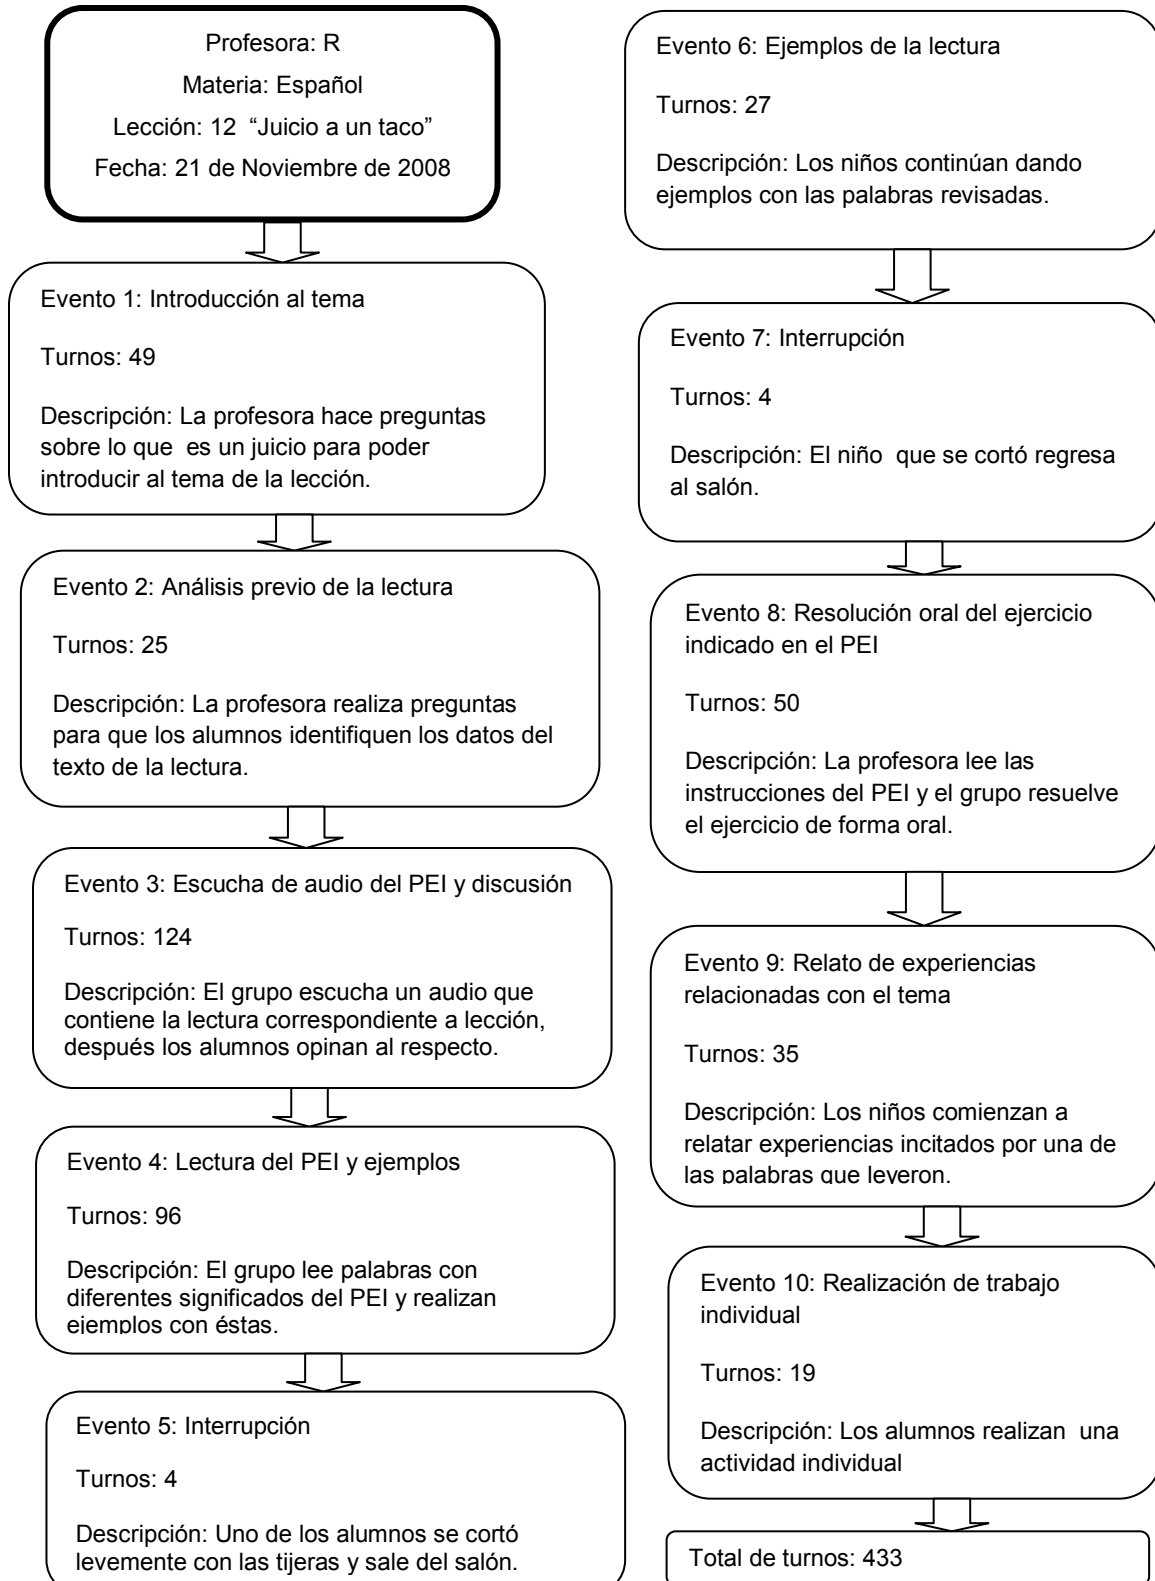 Profesora: R
Materia: Español
Lección: 12 "Juicio a un taco"
Fecha: 21 de Noviembre de 2008
Evento 1: Introducción al tema
Turnos: 49
Descripción: La profesora hace preguntas
sobre lo que es un juicio para poder
introducir al tema de la lección.
Evento 2: Análisis previo de la lectura
Turnos: 25
Descripción: La profesora realiza preguntas
para que los alumnos identifiquen los datos del
texto de la lectura.
Evento 3: Escucha de audio del PEI y discusión
Turnos: 124
Descripción: El grupo escucha un audio que
contiene la lectura correspondiente a lección,
después los alumnos opinan al respecto.
Evento 4: Lectura del PEI y ejemplos
Turnos: 96
Descripción: El grupo lee palabras con
diferentes significados del PEI y realizan
ejemplos con éstas.
Evento 5: Interrupción
Turnos: 4
Descripción: Uno de los alumnos se cortó
levemente con las tijeras y sale del salón.
Evento 6: Ejemplos de la lectura
Turnos: 27
Descripción: Los niños continúan dando
ejemplos con las palabras revisadas.
Evento 7: Interrupción
Turnos: 4
Descripción: El niño que se cortó regresa
al salón.
Evento 8: Resolución oral del ejercicio
indicado en el PEI
Turnos: 50
Descripción: La profesora lee las
instrucciones del PEI y el grupo resuelve
el ejercicio de forma oral.
Evento 9: Relato de experiencias
relacionadas con el tema
Turnos: 35
Descripción: Los niños comienzan a
relatar experiencias incitados por una de
las palabras que leyeron.
Evento 10: Realización de trabajo
individual
Turnos: 19
Descripción: Los alumnos realizan una
actividad individual
Total de turnos: 433